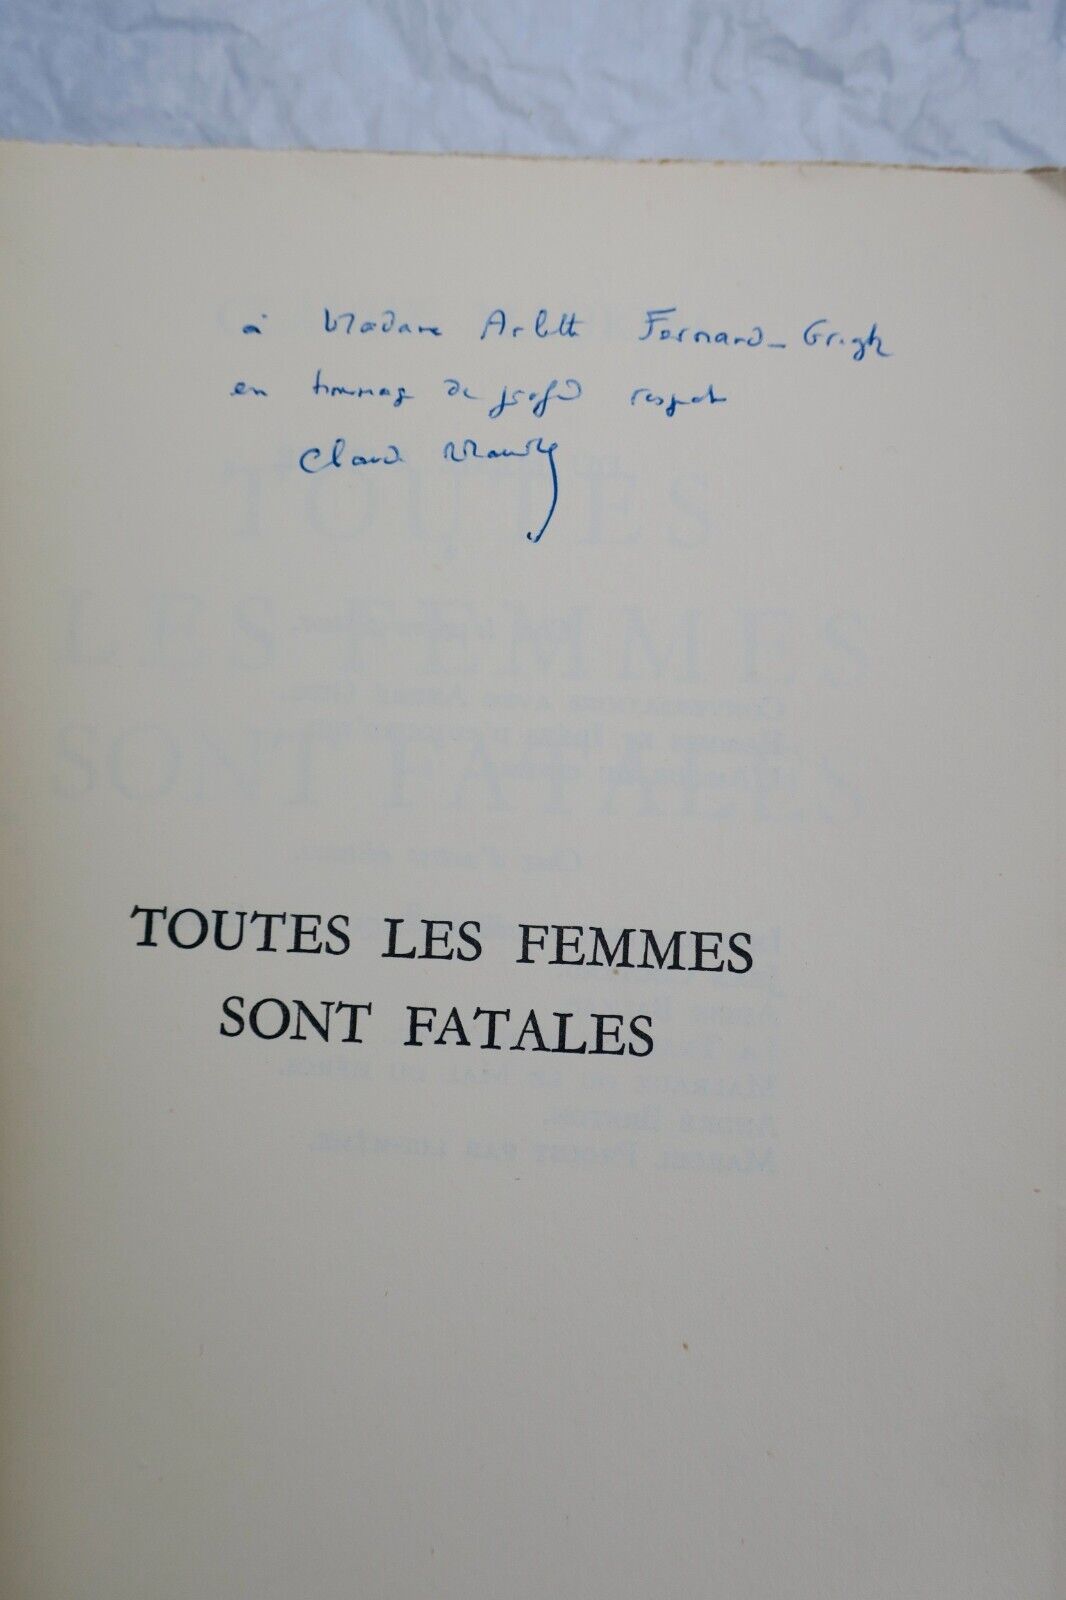 à Madame Arlette Fernand-Gregh
en hommage de profond respect
Claude Mauriac
TOUTES LES FEMMES
SONT FATALES